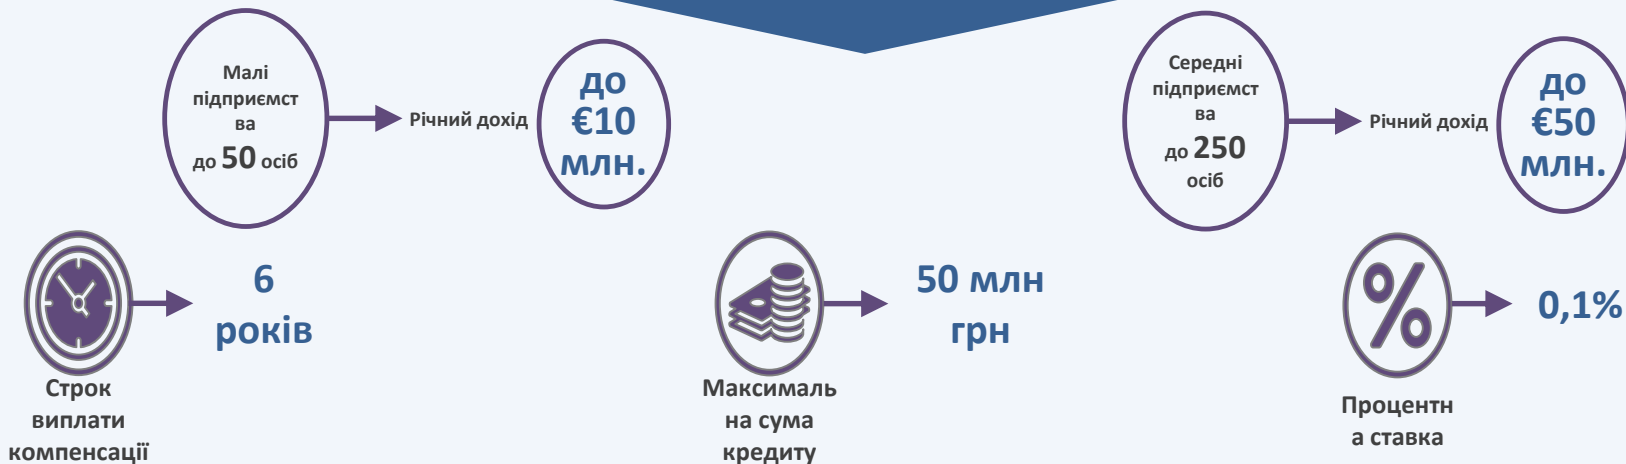 Малі
підприємст
ва
до 50 осіб
Річний дохід
до
€10
млн.
Середні
підприємст
ва
до 250
осіб
Річний дохід
до
€50
млн.
6
років
Строк
виплати
компенсації
50 млн
грн
Максималь
на сума
кредиту
0,1%
Процентн
а ставка